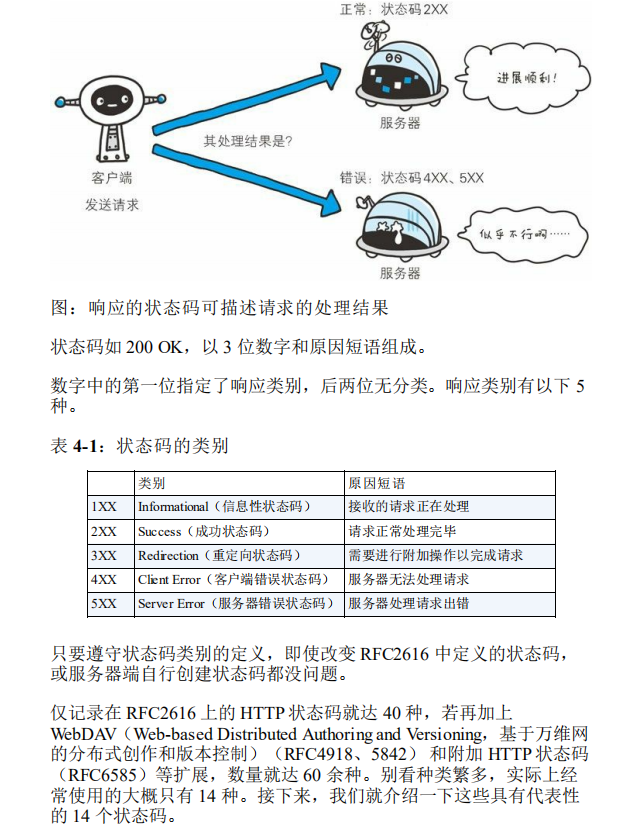 正常：状态码2XX
进展顺利！
服务器
其处理结果是？
客户端
发送请求
错误：状态码4XX、5XX
似乎不行啊……
服务器
图：响应的状态码可描述请求的处理结果
状态码如 200 OK，以 3 位数字和原因短语组成。
数字中的第一位指定了响应类别，后两位无分类。响应类别有以下 5
种。
表 4-1：状态码的类别
类别 原因短语
1XX Informational（信息性状态码） 接收的请求正在处理
2XX Success（成功状态码） 请求正常处理完毕
3XX Redirection（重定向状态码） 需要进行附加操作以完成请求
4XX Client Error（客户端错误状态码） 服务器无法处理请求
5XX Server Error（服务器错误状态码） 服务器处理请求出错
只要遵守状态码类别的定义，即使改变 RFC2616 中定义的状态码，
或服务器端自行创建状态码都没问题。
仅记录在 RFC2616 上的 HTTP 状态码就达 40 种，若再加上
WebDAV（Web-based Distributed Authoring and Versioning，基于万维网
的分布式创作和版本控制）（RFC4918、5842） 和附加 HTTP 状态码
（RFC6585）等扩展，数量就达 60 余种。别看种类繁多，实际上经
常使用的大概只有 14 种。接下来，我们就介绍一下这些具有代表性
的 14 个状态码。